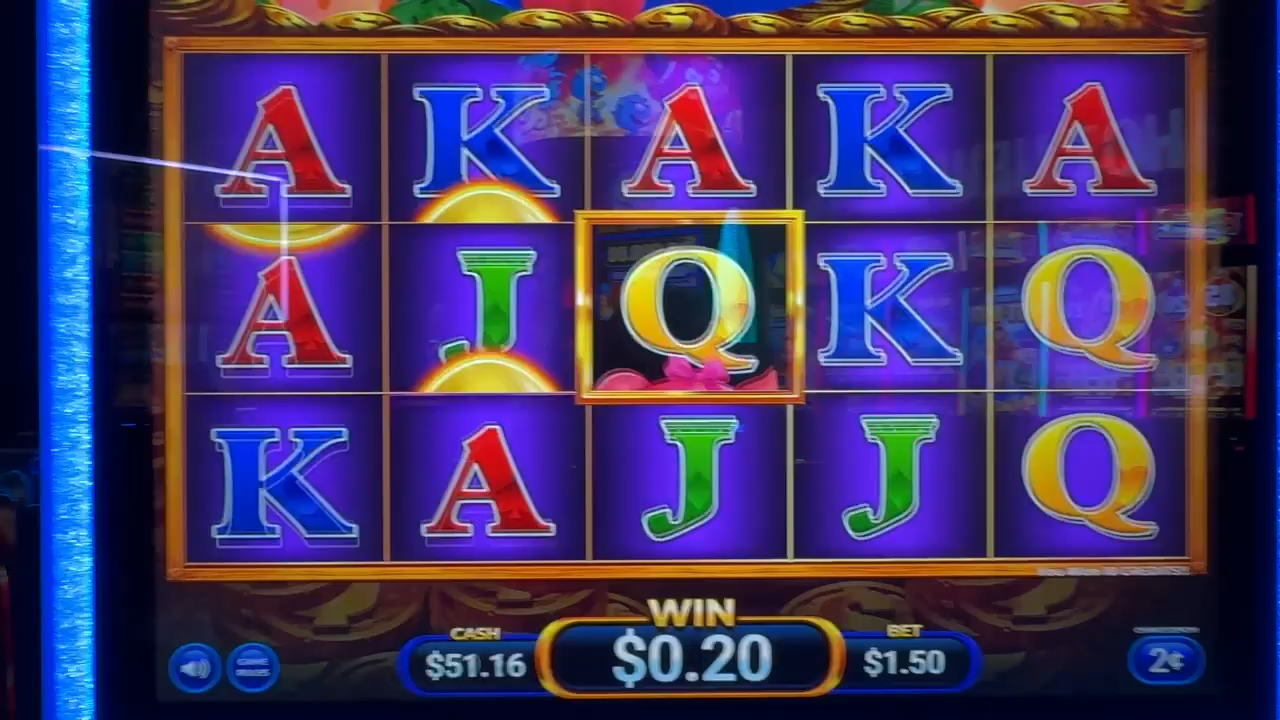 A K A K A
A J Q K Q
K A J J Q
WIN
CASH
BET
$51.16
$0.20
$1.50
2¢